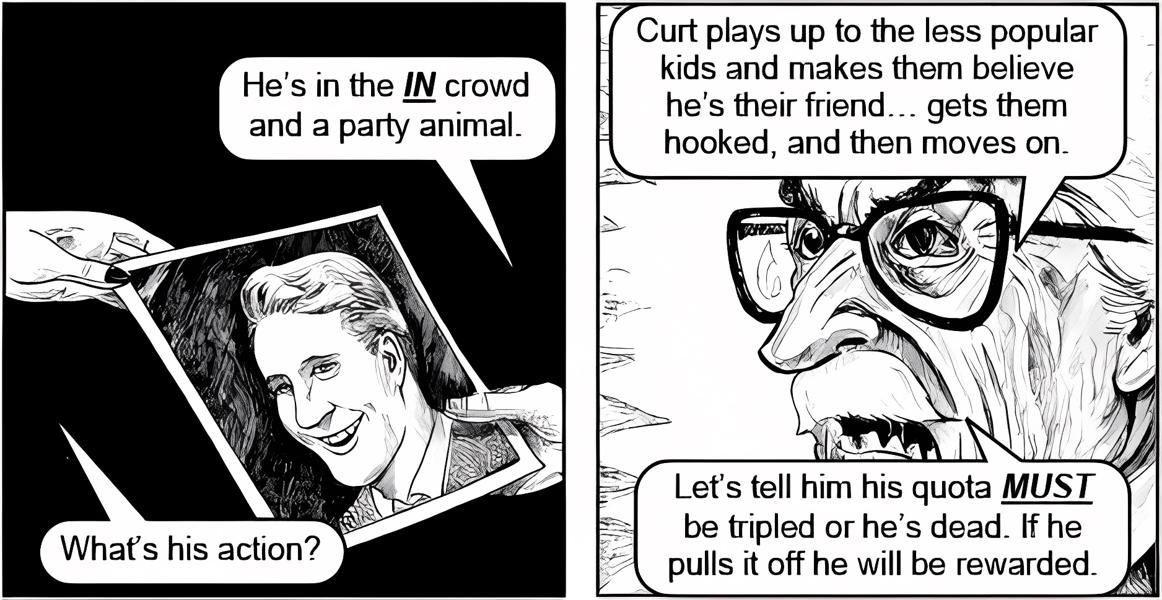 He's in the IN crowd
and a party animal.
What's his action?
Curt plays up to the less popular
kids and makes them believe
he's their friend... gets them
hooked, and then moves on.
Let's tell him his quota MUST
be tripled or he's dead. If he
pulls it off he will be rewarded.